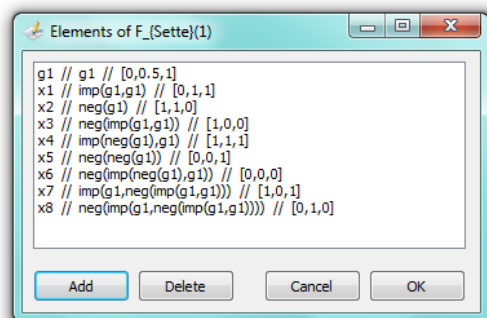 Elements of F_{Sette}(1)
g1 // g1 // [0,0.5,1]
x1 // imp(g1,g1) // [0,1,1]
x2 // neg(g1) // [1,1,0]
x3 // neg(imp(g1,g1)) // [1,0,0]
x4 // imp(neg(g1),g1) // [1,1,1]
x5 // neg(neg(g1)) // [0,0,1]
x6 // neg(imp(neg(g1),g1)) // [0,0,0]
x7 // imp(g1,neg(imp(g1,g1))) // [1,0,1]
x8 // neg(imp(g1,neg(imp(g1,g1)))) // [0,1,0]
Add Delete Cancel OK